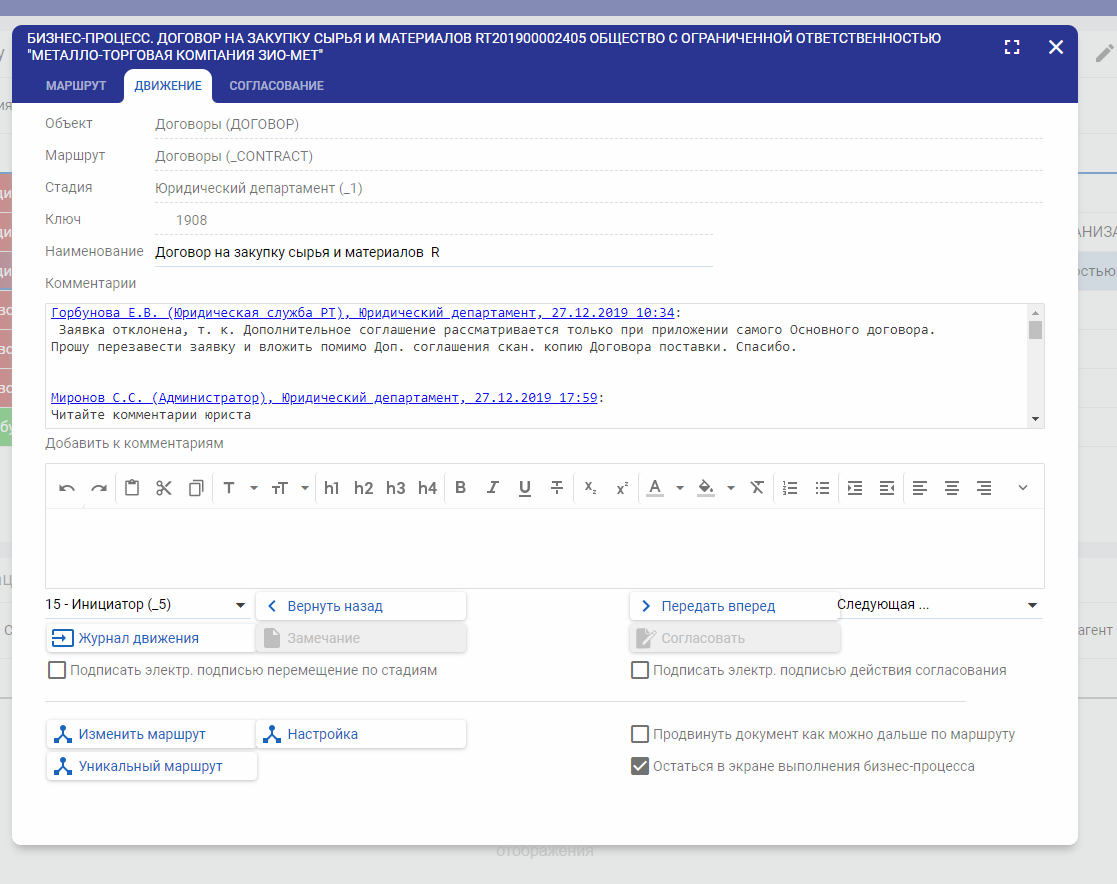 БИЗНЕС-ПРОЦЕСС. ДОГОВОР НА ЗАКУПКУ СЫРЬЯ И МАТЕРИАЛОВ RT201900002405 ОБЩЕСТВО С ОГРАНИЧЕННОЙ ОТВЕТСТВЕННОСТЬЮ
"МЕТАЛЛО-ТОРГОВАЯ КОМПАНИЯ ЗИО-МЕТ"
МАРШРУТ ДВИЖЕНИЕ СОГЛАСОВАНИЕ
Объект Договоры (ДОГОВОР)
Маршрут Договоры (_CONTRACT)
Стадия Юридический департамент (_1)
Ключ 1908
Наименование Договор на закупку сырья и материалов R
Комментарии
Горбунова Е.В. (Юридическая служба РТ), Юридический департамент, 27.12.2019 10:34:
Заявка отклонена, т. к. Дополнительное соглашение рассматривается только при приложении самого Основного договора.
Прошу перезавести заявку и вложить помимо Доп. соглашения скан. копию Договора поставки. Спасибо.
Миронов С.С. (Администратор), Юридический департамент, 27.12.2019 17:59:
Читайте комментарии юриста
Добавить к комментариям
h1 h2 h3 h4 B I U T x₂ x² A
15 - Инициатор (_5) Вернуть назад Передать вперед Следующая ...
Журнал движения Замечание Согласовать
Подписать электр. подписью перемещение по стадиям Подписать электр. подписью действия согласования
Изменить маршрут Настройка Продвинуть документ как можно дальше по маршруту
Уникальный маршрут Остаться в экране выполнения бизнес-процесса
отображения